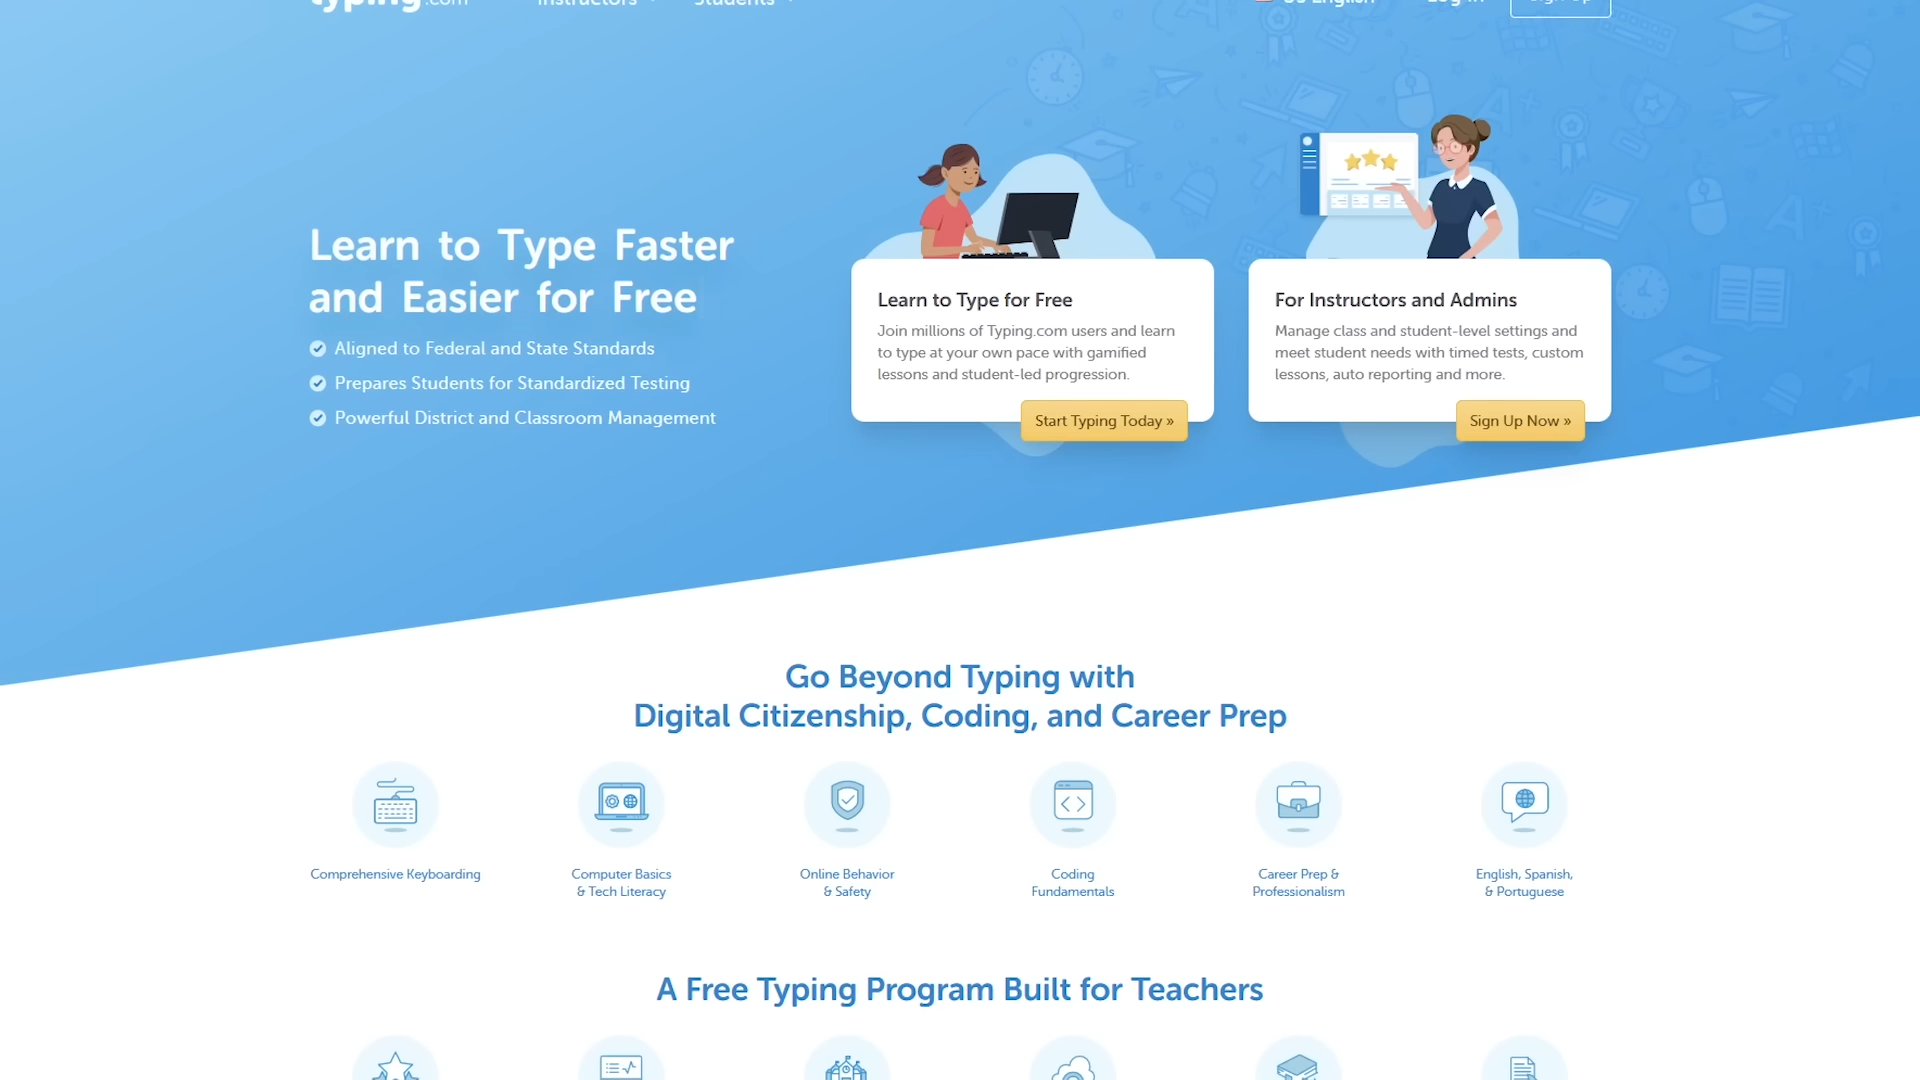 typing.com
Instructors
Students
US English
Log In
Sign Up
Learn to Type Faster
and Easier for Free
Aligned to Federal and State Standards
Prepares Students for Standardized Testing
Powerful District and Classroom Management
Learn to Type for Free
Join millions of Typing.com users and learn
to type at your own pace with gamified
lessons and student-led progression.
Start Typing Today »
For Instructors and Admins
Manage class and student-level settings and
meet student needs with timed tests, custom
lessons, auto reporting and more.
Sign Up Now »
Go Beyond Typing with
Digital Citizenship, Coding, and Career Prep
Comprehensive Keyboarding
Computer Basics
& Tech Literacy
Online Behavior
& Safety
Coding
Fundamentals
Career Prep &
Professionalism
English, Spanish,
& Portuguese
A Free Typing Program Built for Teachers